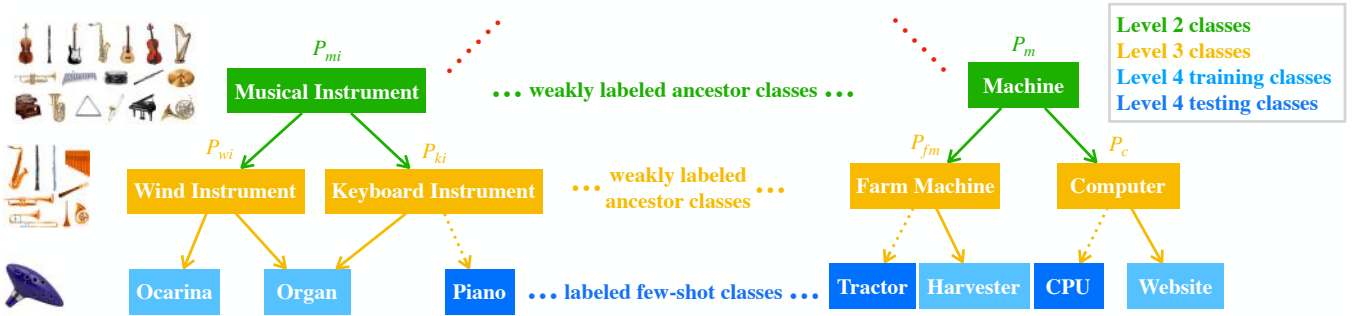 Level 2 classes
Level 3 classes
Level 4 training classes
Level 4 testing classes
P_mi
P_m
Musical Instrument
... weakly labeled ancestor classes ...
Machine
P_wi
P_ki
P_fm
P_c
Wind Instrument
Keyboard Instrument
... weakly labeled ...
ancestor classes
Farm Machine
Computer
Ocarina
Organ
Piano
... labeled few-shot classes ...
Tractor
Harvester
CPU
Website